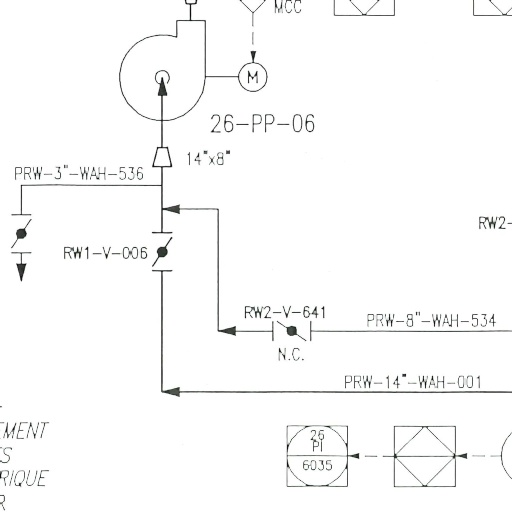 MCC
M
26-PP-06
14"x8"
PRW-3"-WAH-536
RW2-
RW1-V-006
RW2-V-641
PRW-8"-WAH-534
N.C.
PRW-14"-WAH-001
26
PI
6035
EMENT
S
RIQUE
R